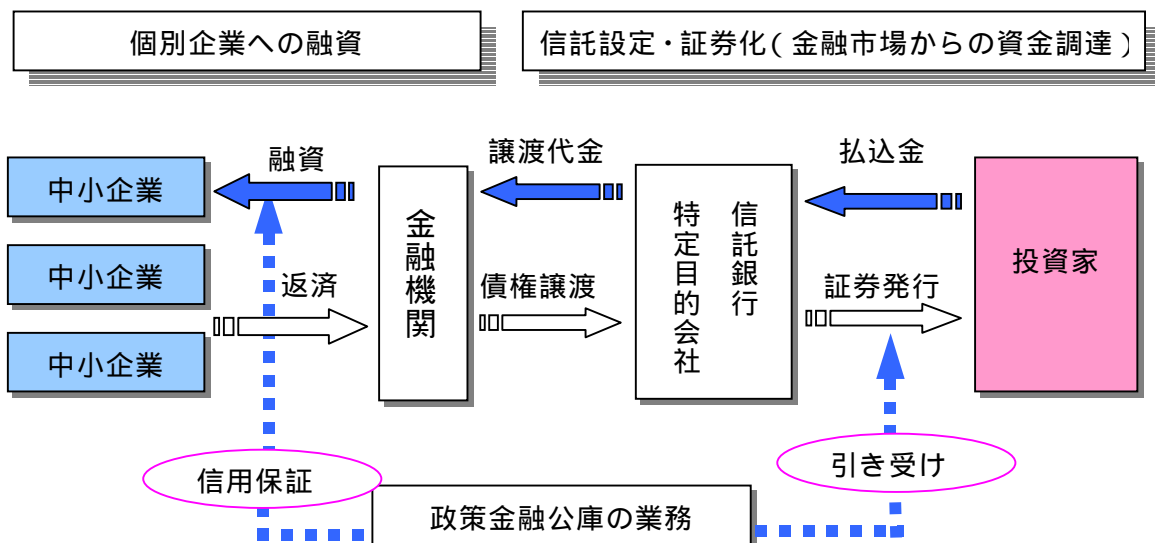 個別企業への融資
信託設定・証券化(金融市場からの資金調達)
融資
譲渡代金
払込金
中小企業
中小企業
中小企業
金融機関
信託銀行
特定目的会社
投資家
返済
債権譲渡
証券発行
信用保証
引き受け
政策金融公庫の業務